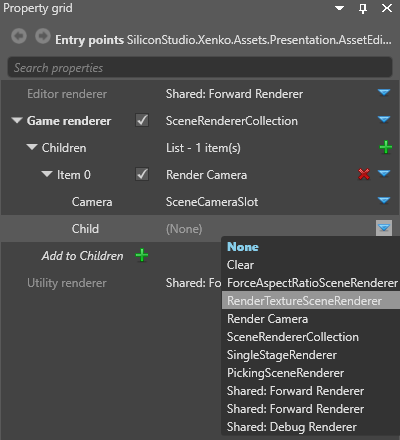 Property grid
Entry points SiliconStudio.Xenko.Assets.Presentation.AssetEdi...
Search properties
Editor renderer Shared: Forward Renderer
Game renderer SceneRendererCollection
Children List - 1 item(s)
Item 0 Render Camera
Camera SceneCameraSlot
Child (None)
Add to Children
Utility renderer Shared: Fo
None
Clear
ForceAspectRatioSceneRenderer
RenderTextureSceneRenderer
Render Camera
SceneRendererCollection
SingleStageRenderer
PickingSceneRenderer
Shared: Forward Renderer
Shared: Forward Renderer
Shared: Debug Renderer